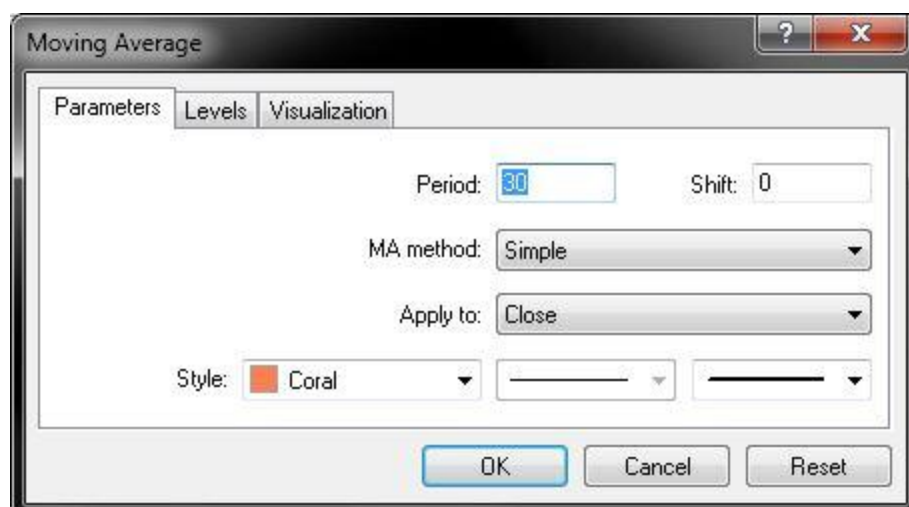 Moving Average
?
Parameters Levels Visualization
Period: 30 Shift: 0
MA method: Simple
Apply to: Close
Style: Coral
OK Cancel Reset